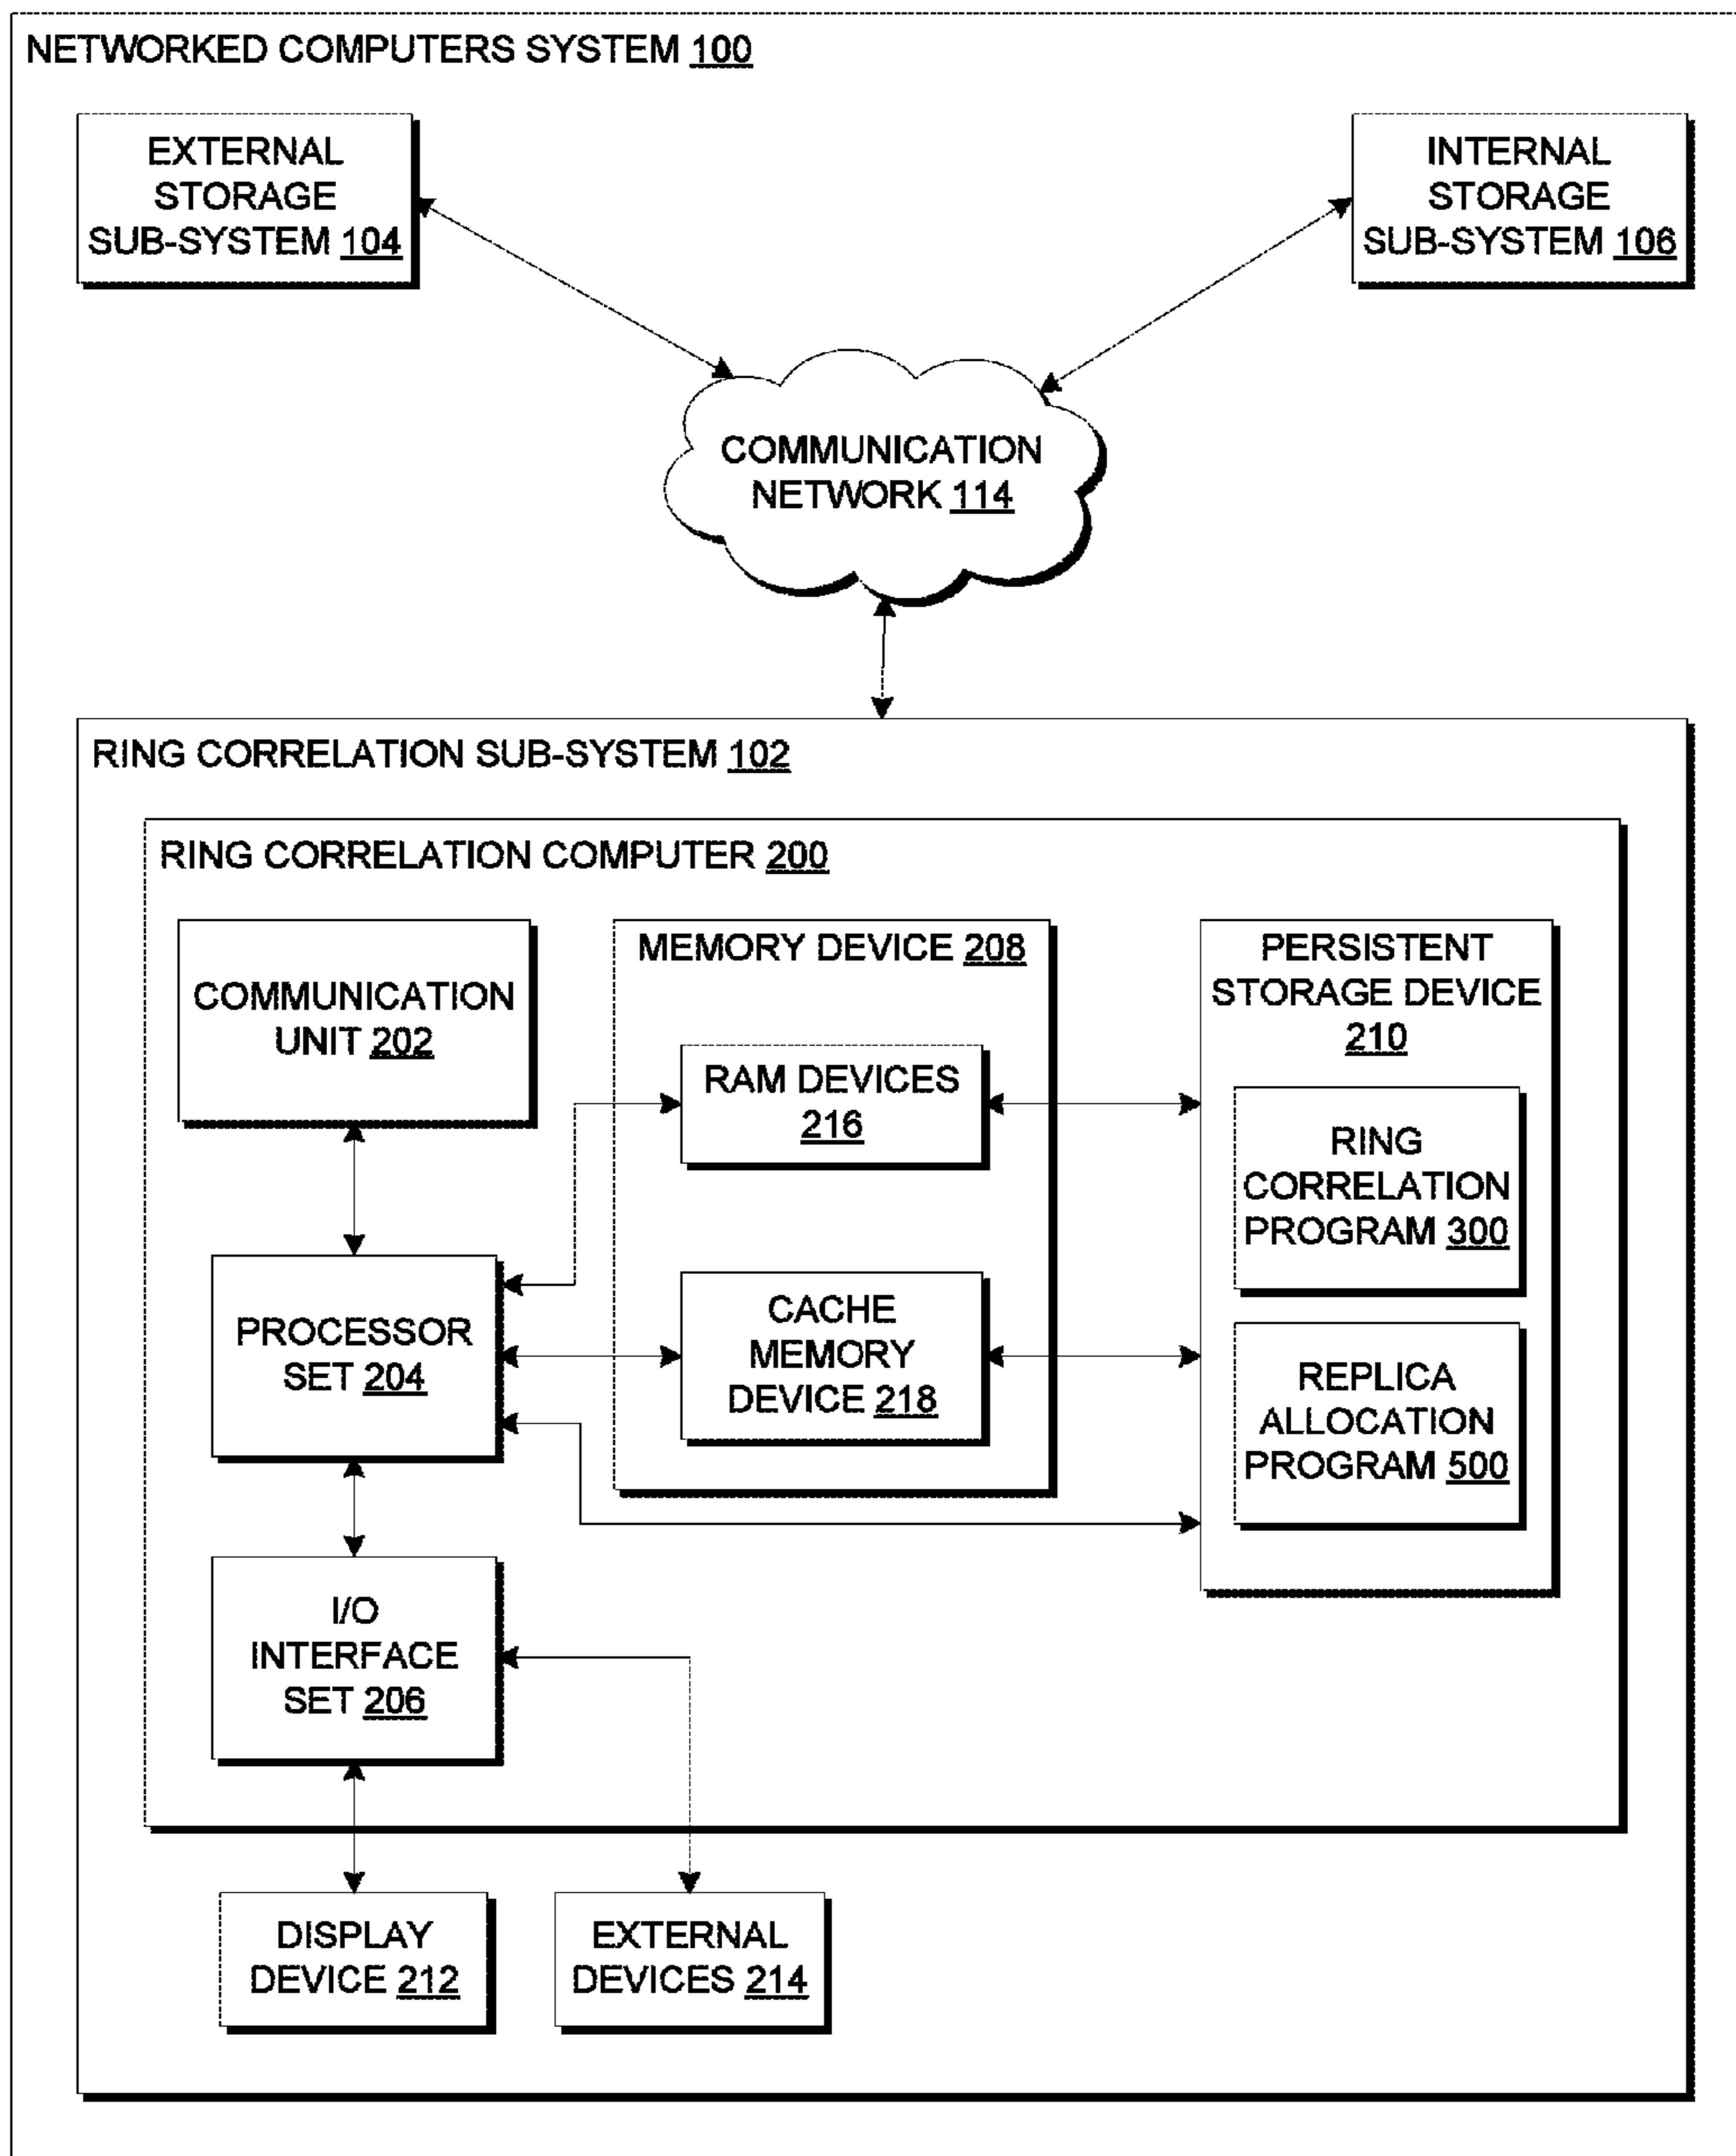 NETWORKED COMPUTERS SYSTEM 100
EXTERNAL
STORAGE
SUB-SYSTEM 104
INTERNAL
STORAGE
SUB-SYSTEM 106
COMMUNICATION
NETWORK 114
RING CORRELATION SUB-SYSTEM 102
RING CORRELATION COMPUTER 200
COMMUNICATION
UNIT 202
MEMORY DEVICE 208
PERSISTENT
STORAGE DEVICE
210
RAM DEVICES
216
RING
CORRELATION
PROGRAM 300
PROCESSOR
SET 204
CACHE
MEMORY
DEVICE 218
REPLICA
ALLOCATION
PROGRAM 500
I/O
INTERFACE
SET 206
DISPLAY
DEVICE 212
EXTERNAL
DEVICES 214